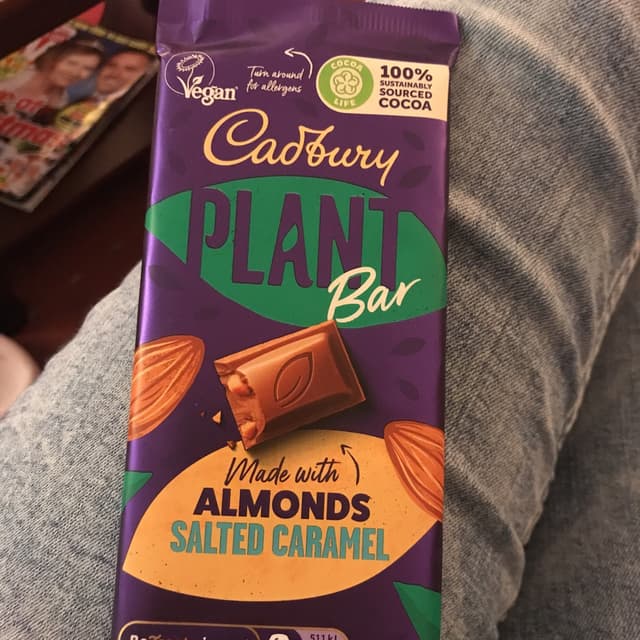 Vegan
Turn around
for allergens
COCOA
LIFE
100%
SUSTAINABLY
SOURCED
COCOA
Cadbury
PLANT
Bar
Made with
ALMONDS
SALTED CARAMEL
511kJ